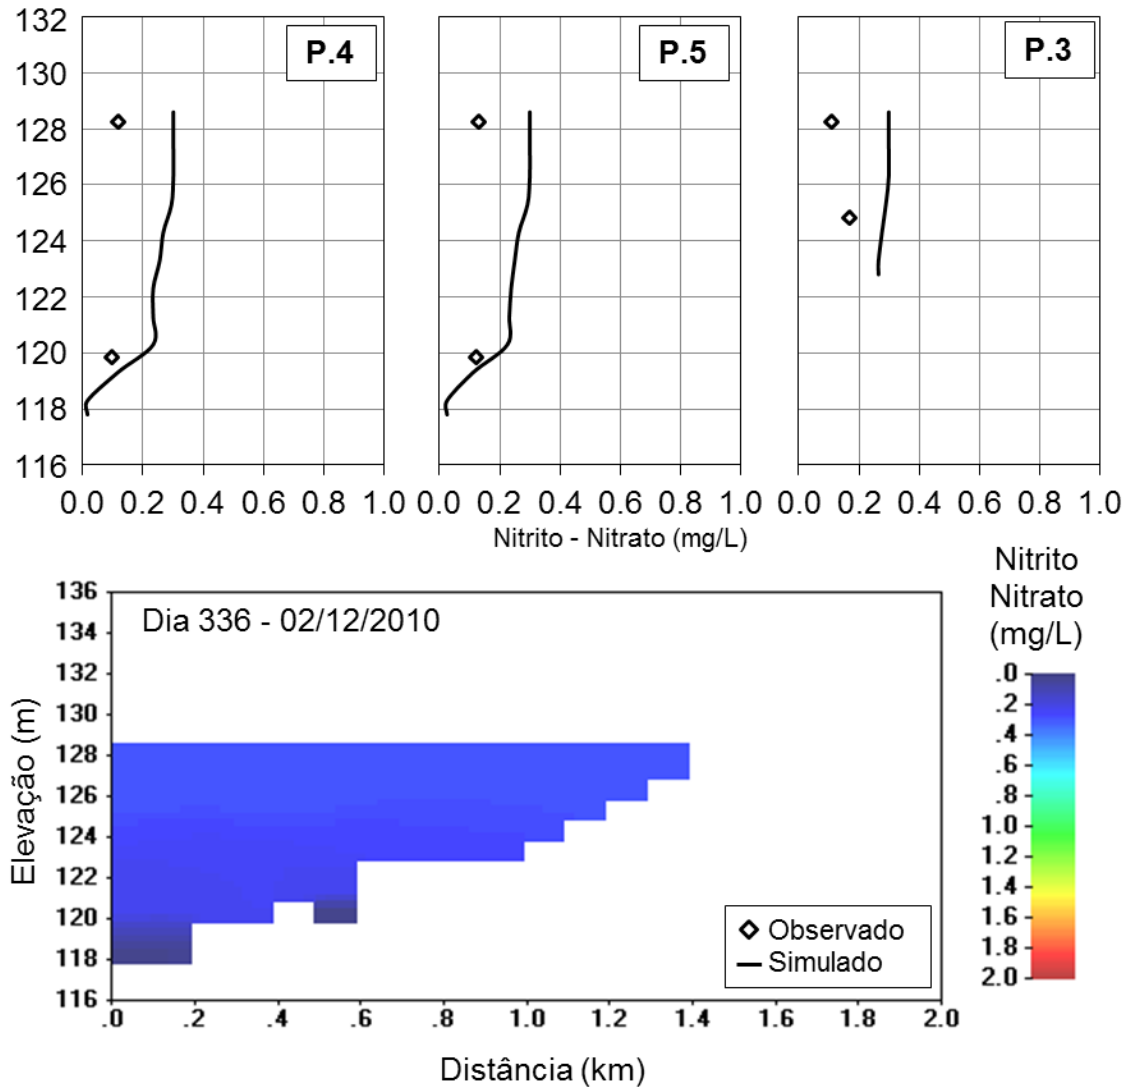 P.4 P.5 P.3
132
130
128
126
124
122
120
118
116
0.0 0.2 0.4 0.6 0.8 1.0 0.0 0.2 0.4 0.6 0.8 1.0 0.0 0.2 0.4 0.6 0.8 1.0
Nitrito - Nitrato (mg/L)
Dia 336 - 02/12/2010
Elevação (m)
136
134
132
130
128
126
124
122
120
118
116
.0 .2 .4 .6 .8 1.0 1.2 1.4 1.6 1.8 2.0
Distância (km)
Observado
Simulado
Nitrito
Nitrato
(mg/L)
.0
.2
.4
.6
.8
1.0
1.2
1.4
1.6
1.8
2.0